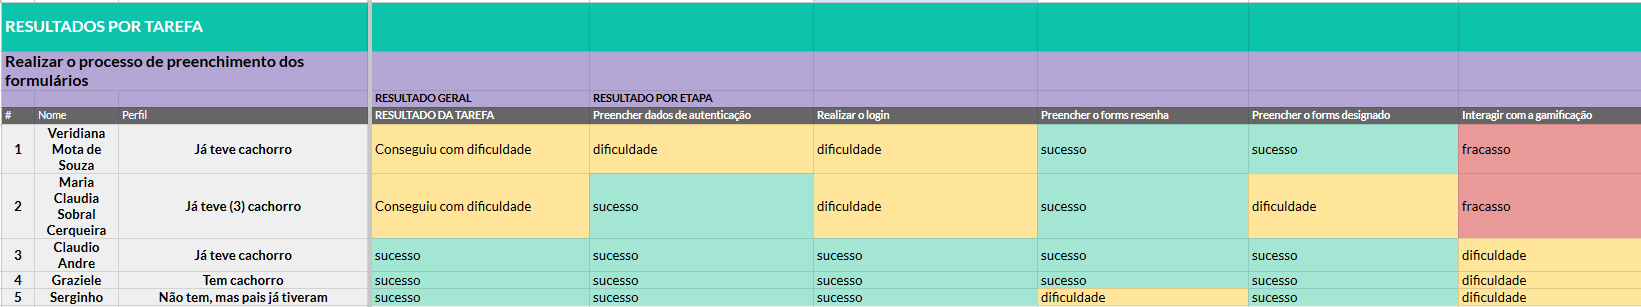 RESULTADOS POR TAREFA
Realizar o processo de preenchimento dos
formulários
RESULTADO GERAL
RESULTADO POR ETAPA
# Nome Perfil RESULTADO DA TAREFA Preencher dados de autenticação Realizar o login Preencher o forms resenha Preencher o forms designado Interagir com a gamificação
1
Veridiana
Mota de
Souza
Já teve cachorro
Conseguiu com dificuldade
dificuldade
dificuldade
sucesso
sucesso
fracasso
2
Maria
Claudia
Sobral
Cerqueira
Já teve (3) cachorro
Conseguiu com dificuldade
sucesso
dificuldade
sucesso
dificuldade
fracasso
3
Claudio
Andre
Já teve cachorro
sucesso
sucesso
sucesso
sucesso
sucesso
dificuldade
4 Graziele Tem cachorro sucesso sucesso sucesso sucesso sucesso dificuldade
5 Serginho Não tem, mas pais já tiveram sucesso sucesso sucesso dificuldade sucesso dificuldade